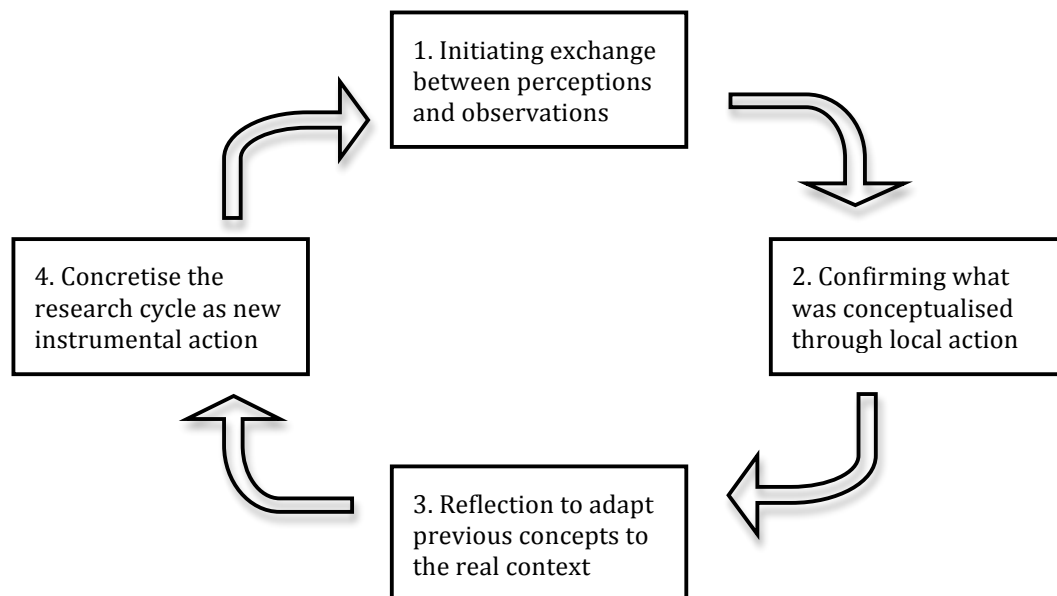 1. Initiating exchange
between perceptions
and observations
2. Confirming what
was conceptualised
through local action
3. Reflection to adapt
previous concepts to
the real context
4. Concretise the
research cycle as new
instrumental action